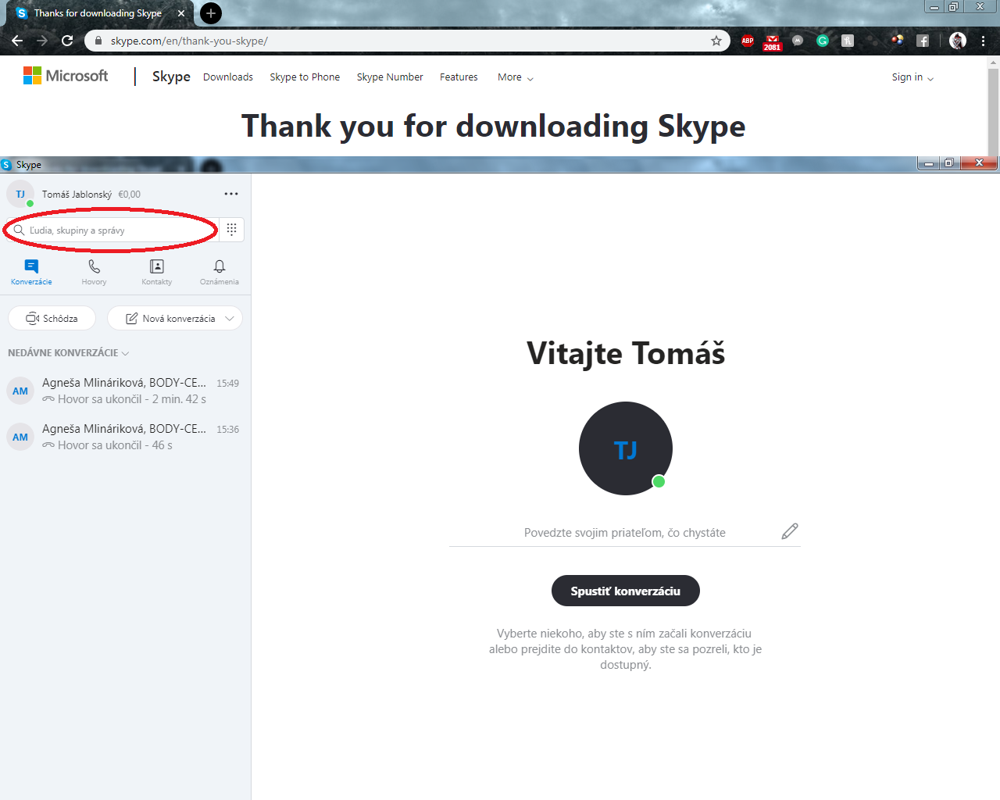 Thanks for downloading Skype
skype.com/en/thank-you-skype/
ABP
2081
Microsoft
Skype
Downloads
Skype to Phone
Skype Number
Features
More
Sign in
Thank you for downloading Skype
Skype
TJ
Tomáš Jablonský €0,00
Ľudia, skupiny a správy
Konverzácie
Hovory
Kontakty
Oznámenia
Schôdza
Nová konverzácia
NEDÁVNE KONVERZÁCIE
AM
Agneša Mlináriková, BODY-CE... 15:49
Hovor sa ukončil - 2 min. 42 s
AM
Agneša Mlináriková, BODY-CE... 15:36
Hovor sa ukončil - 46 s
Vitajte Tomáš
TJ
Povedzte svojim priateľom, čo chystáte
Spustiť konverzáciu
Vyberte niekoho, aby ste s ním začali konverzáciu
alebo prejdite do kontaktov, aby ste sa pozreli, kto je
dostupný.